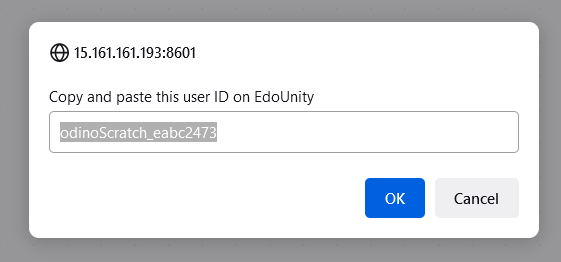 15.161.161.193:8601
Copy and paste this user ID on EdoUnity
odinoScratch_eabc2473
OK Cancel